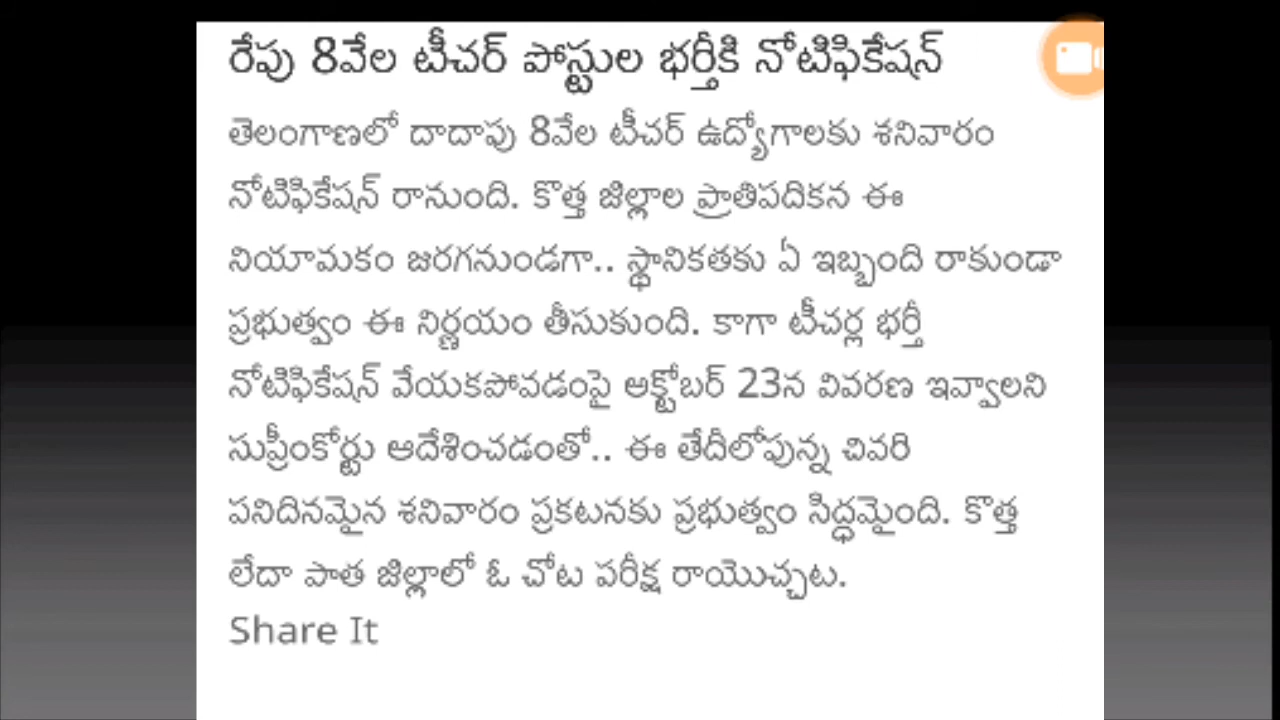 రేపు 8వేల టీచర్ పోస్టుల భర్తీకి నోటిఫికేషన్
తెలంగాణలో దాదాపు 8వేల టీచర్ ఉద్యోగాలకు శనివారం
నోటిఫికేషన్ రానుంది. కొత్త జిల్లాల ప్రాతిపదికన ఈ
నియామకం జరగనుండగా.. స్థానికతకు ఏ ఇబ్బంది రాకుండా
ప్రభుత్వం ఈ నిర్ణయం తీసుకుంది. కాగా టీచర్ల భర్తీ
నోటిఫికేషన్ వేయకపోవడంపై ఆక్టోబర్ 23న వివరణ ఇవ్వాలని
సుప్రీంకోర్టు ఆదేశించడంతో.. ఈ తేదీలోపున్న చివరి
పనిదినమైన శనివారం ప్రకటనకు ప్రభుత్వం సిద్ధమైంది. కొత్త
లేదా పాత జిల్లాలో ఓ చోట పరీక్ష రాయొచ్చట.
Share It